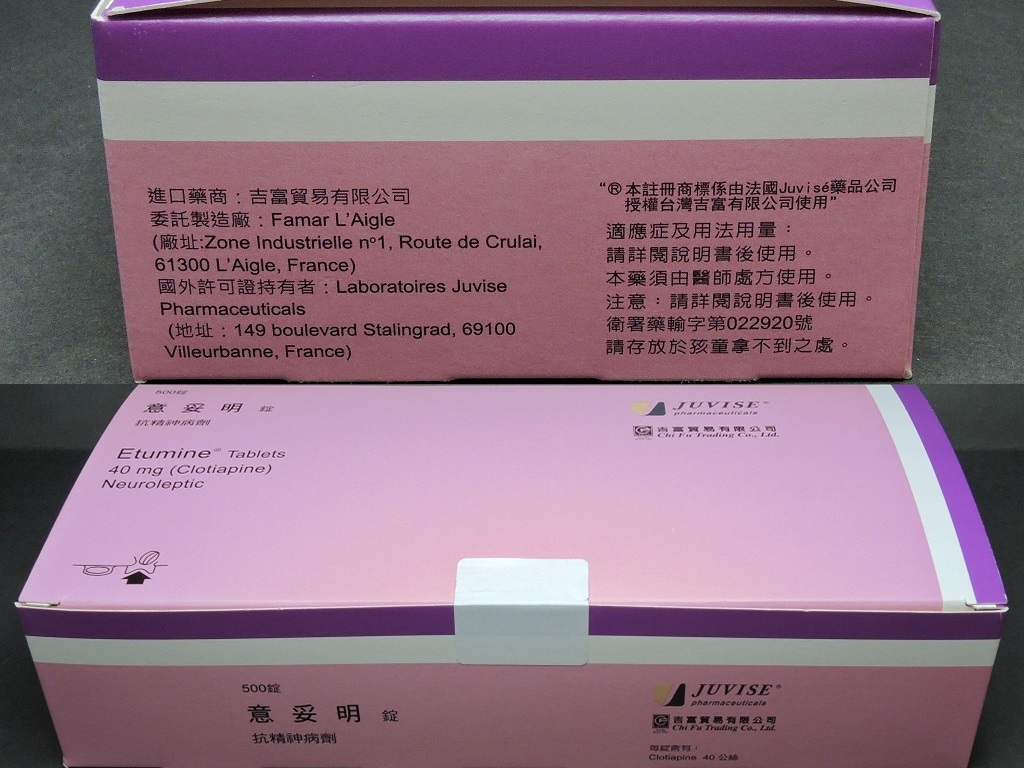 進口藥商：吉富貿易有限公司
委託製造廠：Famar L'Aigle
(廠址:Zone Industrielle nº1, Route de Crulai,
61300 L'Aigle, France)
國外許可證持有者：Laboratoires Juvise
Pharmaceuticals
(地址：149 boulevard Stalingrad, 69100
Villeurbanne, France)
“®本註冊商標係由法國Juvisé藥品公司
授權台灣吉富有限公司使用”
適應症及用法用量：
請詳閱說明書後使用。
本藥須由醫師處方使用。
注意：請詳閱說明書後使用。
衛署藥輸字第022920號
請存放於孩童拿不到之處。
500錠
意妥明 錠
抗精神病劑
Etumine® Tablets
40 mg (Clotiapine)
Neuroleptic
JUVISE®
pharmaceuticals
吉富貿易有限公司
Chi Fu Trading Co., Ltd.
500錠
意妥明 錠
抗精神病劑
JUVISE®
pharmaceuticals
吉富貿易有限公司
Chi Fu Trading Co., Ltd.
每錠含有：
Clotiapine 40 公絲